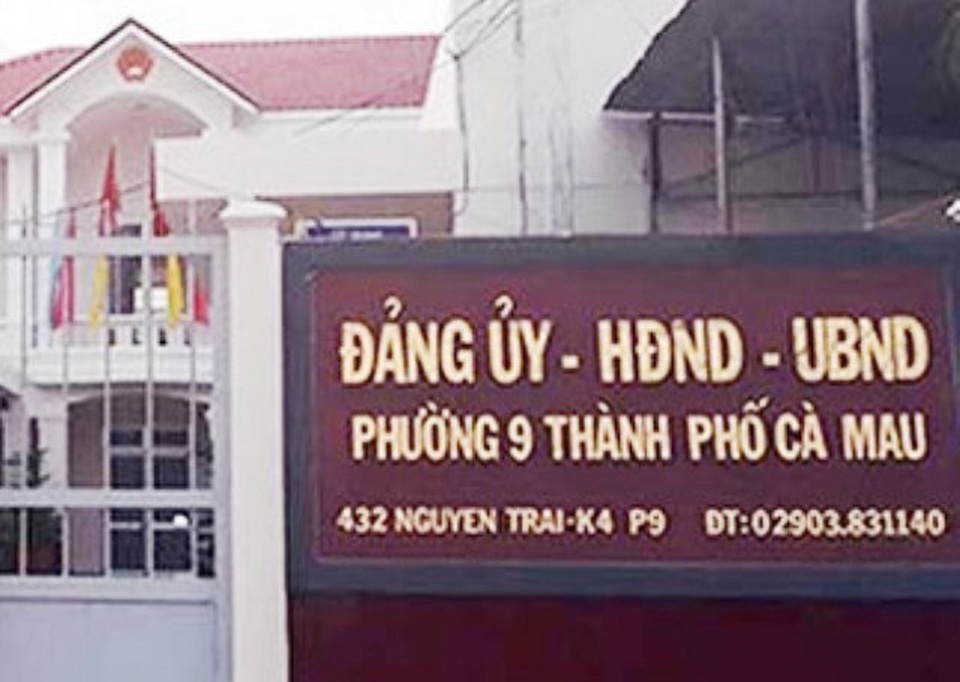 ĐẢNG ỦY - HĐND - UBND
PHƯỜNG 9 THÀNH PHỐ CÀ MAU
432 NGUYEN TRAI-K4 P9 ĐT:02903.831140